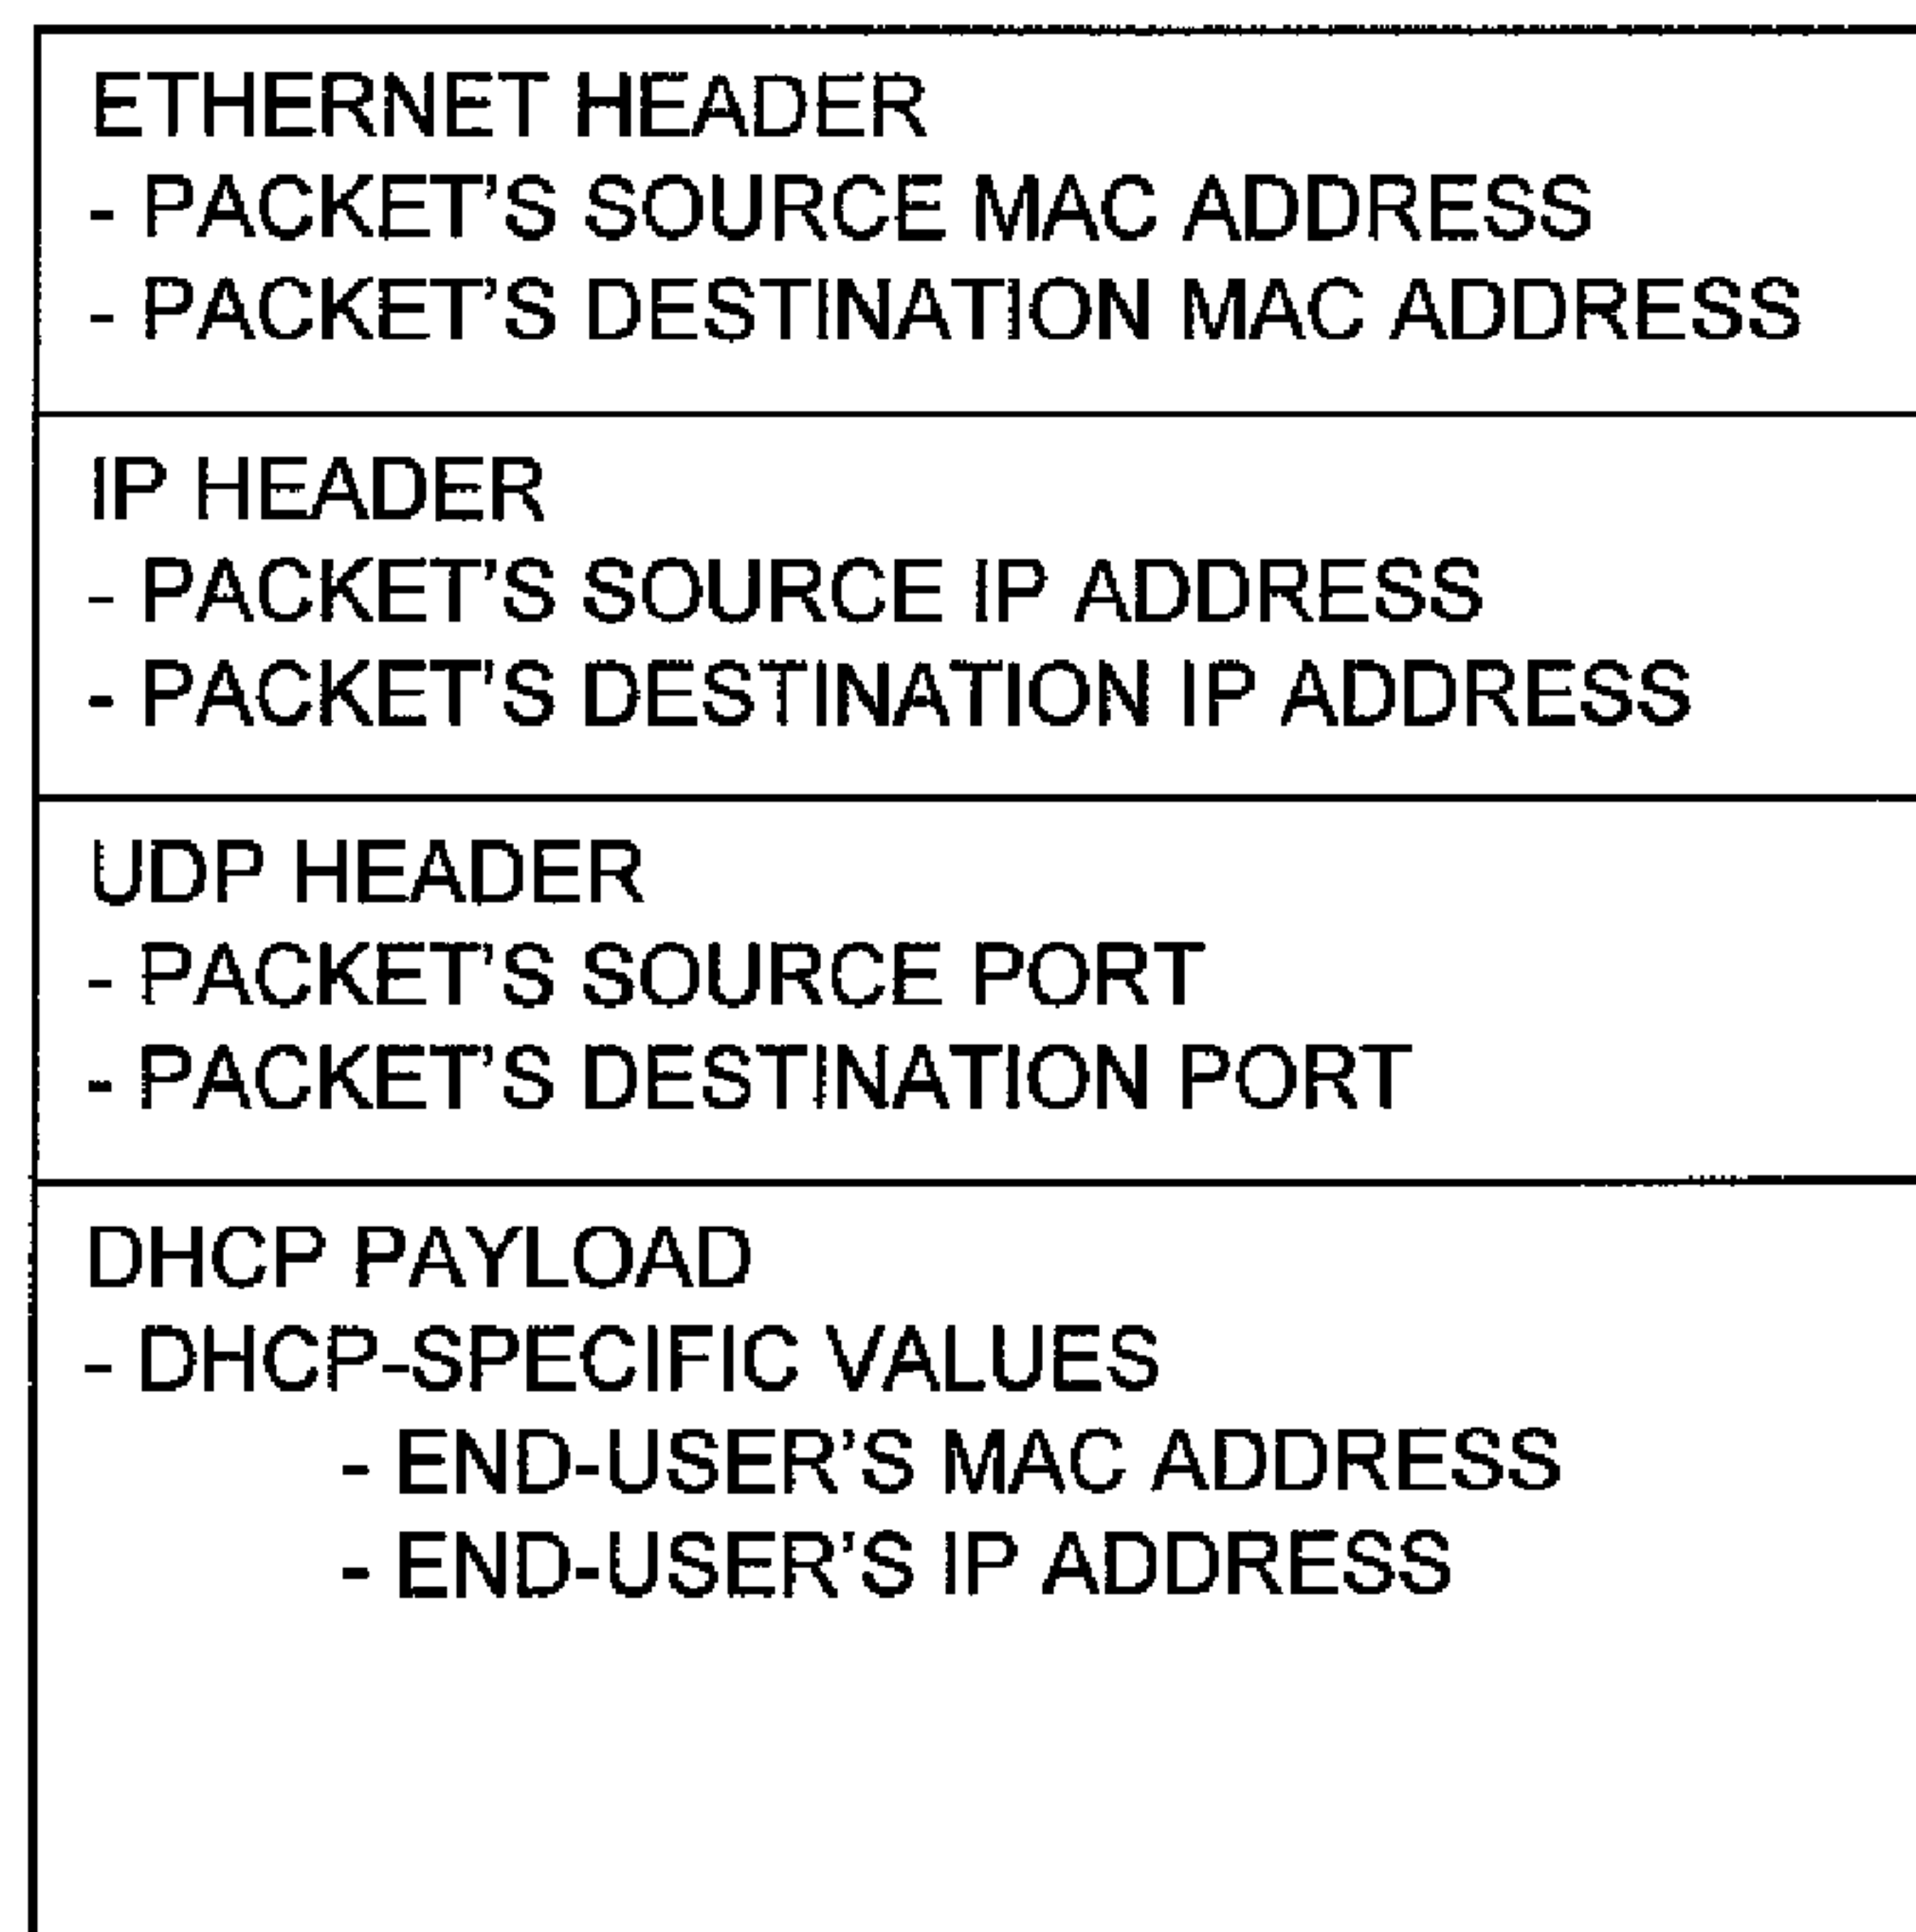 ETHERNET HEADER
- PACKET'S SOURCE MAC ADDRESS
- PACKET'S DESTINATION MAC ADDRESS
IP HEADER
- PACKET'S SOURCE IP ADDRESS
- PACKET'S DESTINATION IP ADDRESS
UDP HEADER
- PACKET'S SOURCE PORT
- PACKET'S DESTINATION PORT
DHCP PAYLOAD
- DHCP-SPECIFIC VALUES
- END-USER'S MAC ADDRESS
- END-USER'S IP ADDRESS